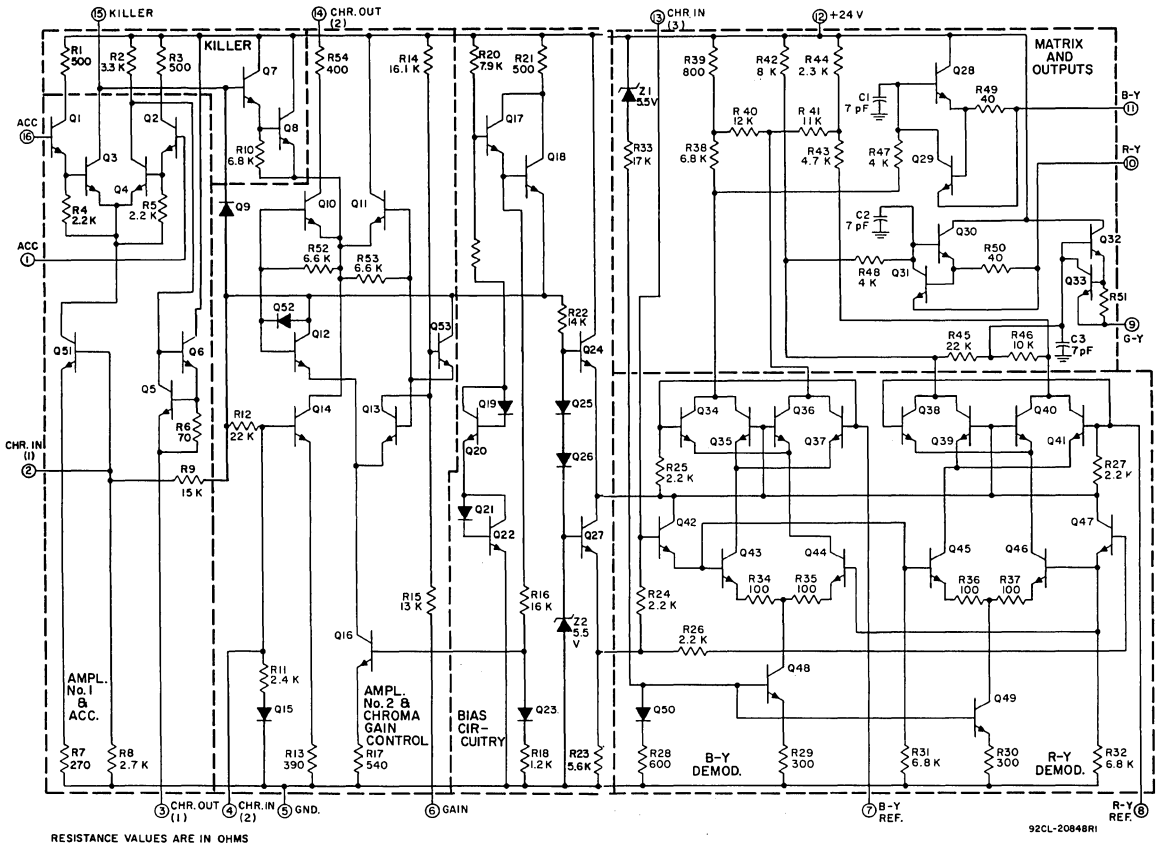 ⑮ KILLER
⑭ CHR. OUT (2)
⑬ CHR. IN (3)
⑫ +24 V
KILLER
MATRIX AND OUTPUTS
R1 500
R2 3.3 K
R3 500
R54 400
R14 16.1 K
R20 7.9K
R21 500
Z1 5.5V
R39 800
R42 8 K
R44 2.3 K
C1 7 pF
Q28
R49 40
B-Y ⑪
Q7
Q8
R10 6.8 K
ACC ⑯
Q1
Q2
Q3
Q4
R4 2.2K
R5 2.2 K
Q17
Q18
R33 17 K
R40 12 K
R41 11K
R38 6.8 K
R43 4.7 K
R47 4 K
Q29
R-Y ⑩
Q9
Q10
Q11
R52 6.6 K
R53 6.6 K
C2 7 pF
Q30
Q31
R48 4 K
R50 40
Q32
Q33
R51
⑨ G-Y
ACC ①
Q51
Q6
Q5
R6 70
Q52
Q12
Q53
R22 14 K
Q24
R45 22 K
R46 10 K
C3 7pF
R12 22 K
Q14
Q13
Q19
Q20
Q25
Q26
Q34
Q35
Q36
Q37
Q38
Q39
Q40
Q41
CHR. IN (1) ②
R9 15 K
Q21
Q22
Q27
R25 2.2 K
R27 2.2 K
Q42
Q43
Q44
Q45
Q46
Q47
R34 100
R35 100
R36 100
R37 100
R15 13 K
R16 16 K
Z2 5.5 V
R24 2.2 K
R26 2.2 K
Q16
R11 2.4 K
Q15
Q23
Q48
Q49
Q50
AMPL. No.1 & ACC.
AMPL. No.2 & CHROMA GAIN CONTROL
BIAS CIR- CUITRY
R7 270
R8 2.7 K
R13 390
R17 540
R18 1.2 K
R23 5.6K
R28 600
B-Y DEMOD.
R29 300
R31 6.8 K
R30 300
R-Y DEMOD.
R32 6.8 K
③ CHR. OUT (1)
④ CHR. IN (2)
⑤ GND.
⑥ GAIN
⑦ B-Y REF.
R-Y REF. ⑧
RESISTANCE VALUES ARE IN OHMS
92CL-20848R1